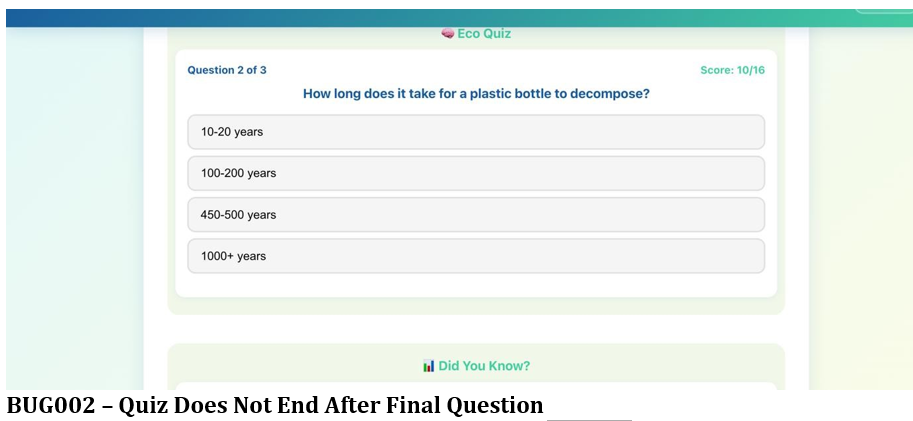 🧠 Eco Quiz
Question 2 of 3 Score: 10/16
How long does it take for a plastic bottle to decompose?
10-20 years
100-200 years
450-500 years
1000+ years
📊 Did You Know?
BUG002 – Quiz Does Not End After Final Question